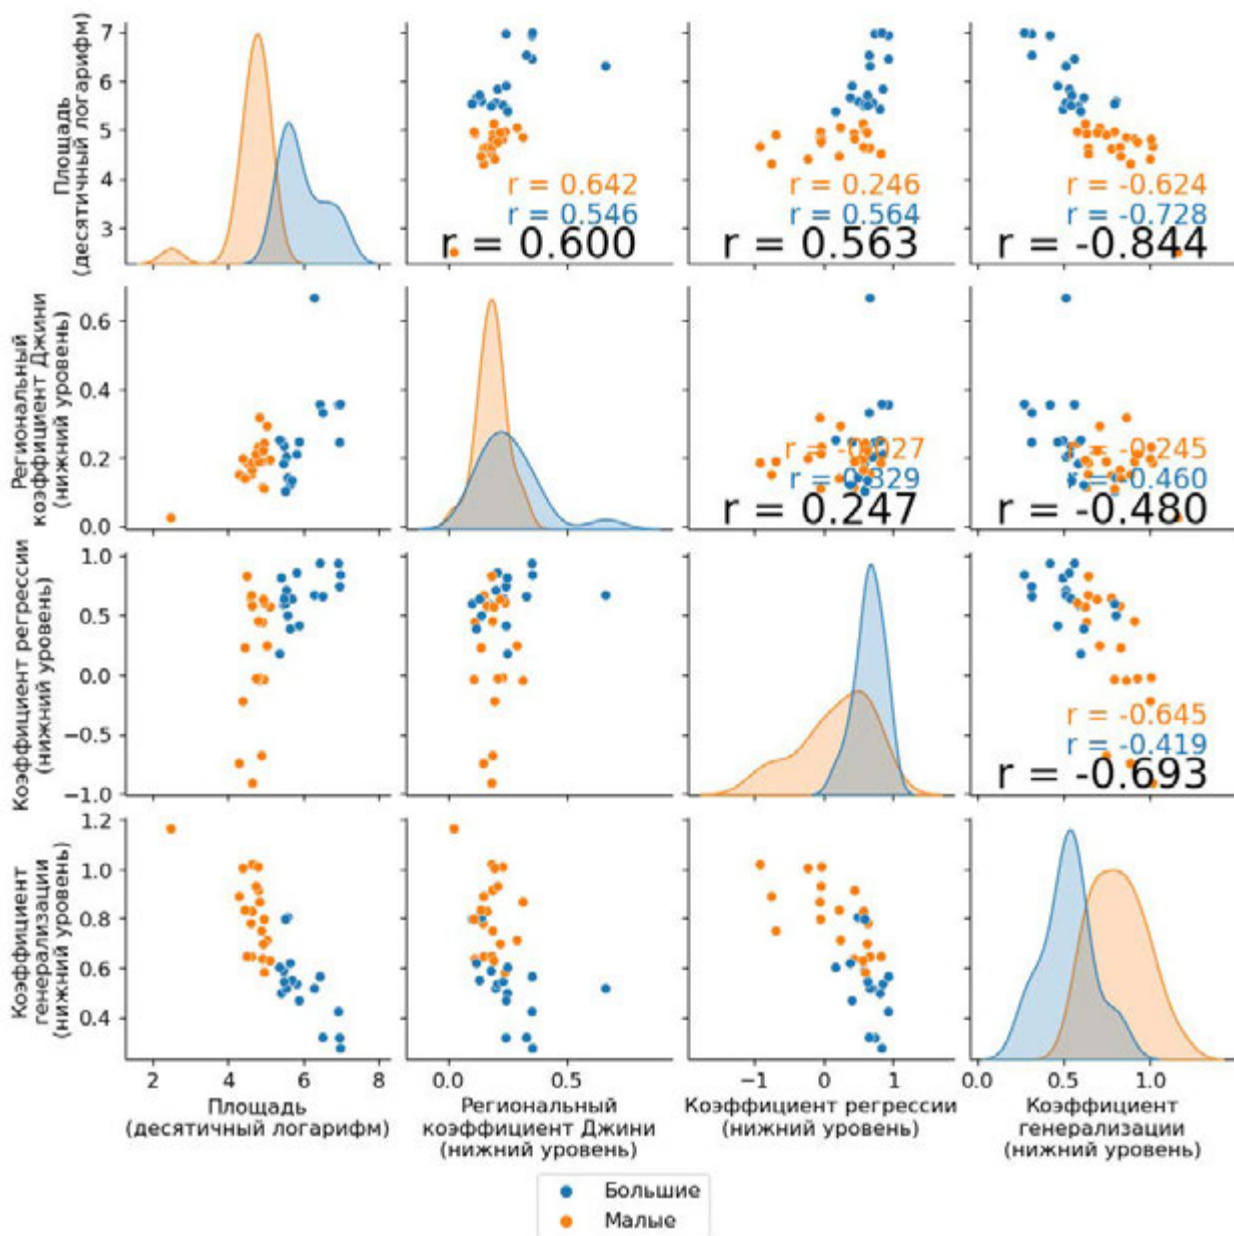 Площадь
(десятичный логарифм)
7
6
5
4
3
r = 0.642
r = 0.546
r = 0.600
r = 0.246
r = 0.564
r = 0.563
r = -0.624
r = -0.728
r = -0.844
Региональный
коэффициент Джини
(нижний уровень)
0.6
0.4
0.2
0.0
r = -0.027
r = 0.329
r = 0.247
r = -0.245
r = -0.460
r = -0.480
Коэффициент регрессии
(нижний уровень)
1.0
0.5
0.0
−0.5
−1.0
r = -0.645
r = -0.419
r = -0.693
Коэффициент
генерализации
(нижний уровень)
1.2
1.0
0.8
0.6
0.4
2 4 6 8
0.0 0.5
−1 0 1
0.0 0.5 1.0
Площадь
(десятичный логарифм)
Региональный
коэффициент Джини
(нижний уровень)
Коэффициент регрессии
(нижний уровень)
Коэффициент
генерализации
(нижний уровень)
Большие
Малые